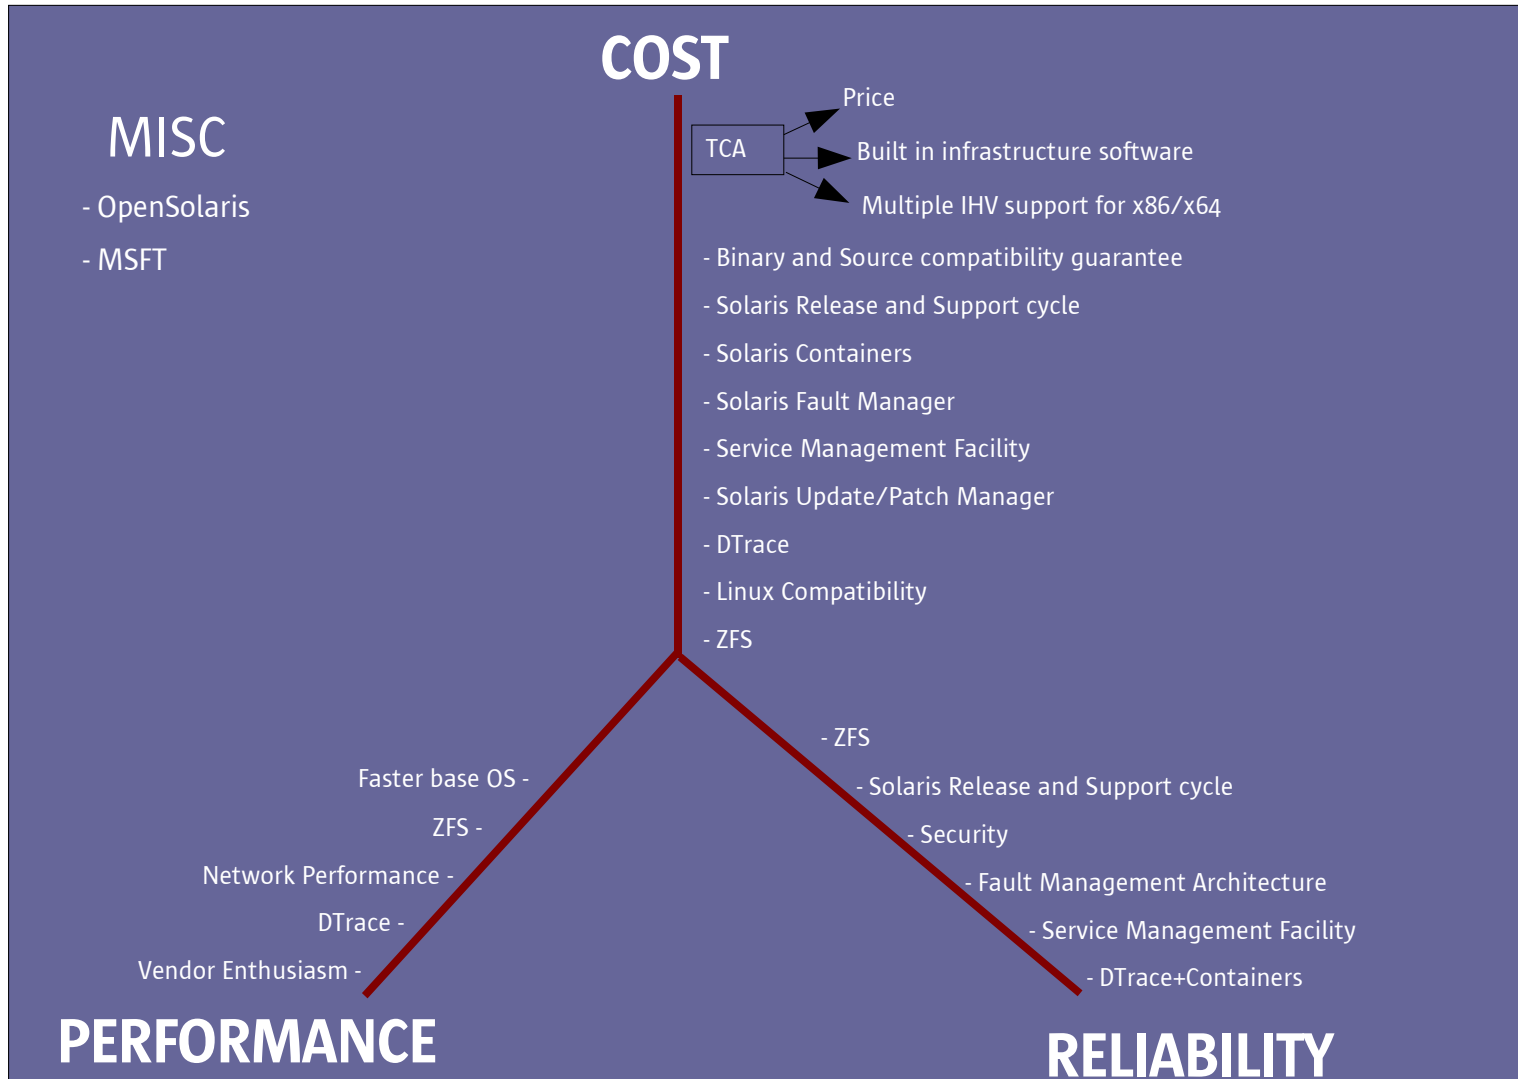 COST
MISC
- OpenSolaris
- MSFT
TCA
Price
Built in infrastructure software
Multiple IHV support for x86/x64
- Binary and Source compatibility guarantee
- Solaris Release and Support cycle
- Solaris Containers
- Solaris Fault Manager
- Service Management Facility
- Solaris Update/Patch Manager
- DTrace
- Linux Compatibility
- ZFS
Faster base OS -
ZFS -
Network Performance -
DTrace -
Vendor Enthusiasm -
PERFORMANCE
- ZFS
- Solaris Release and Support cycle
- Security
- Fault Management Architecture
- Service Management Facility
- DTrace+Containers
RELIABILITY